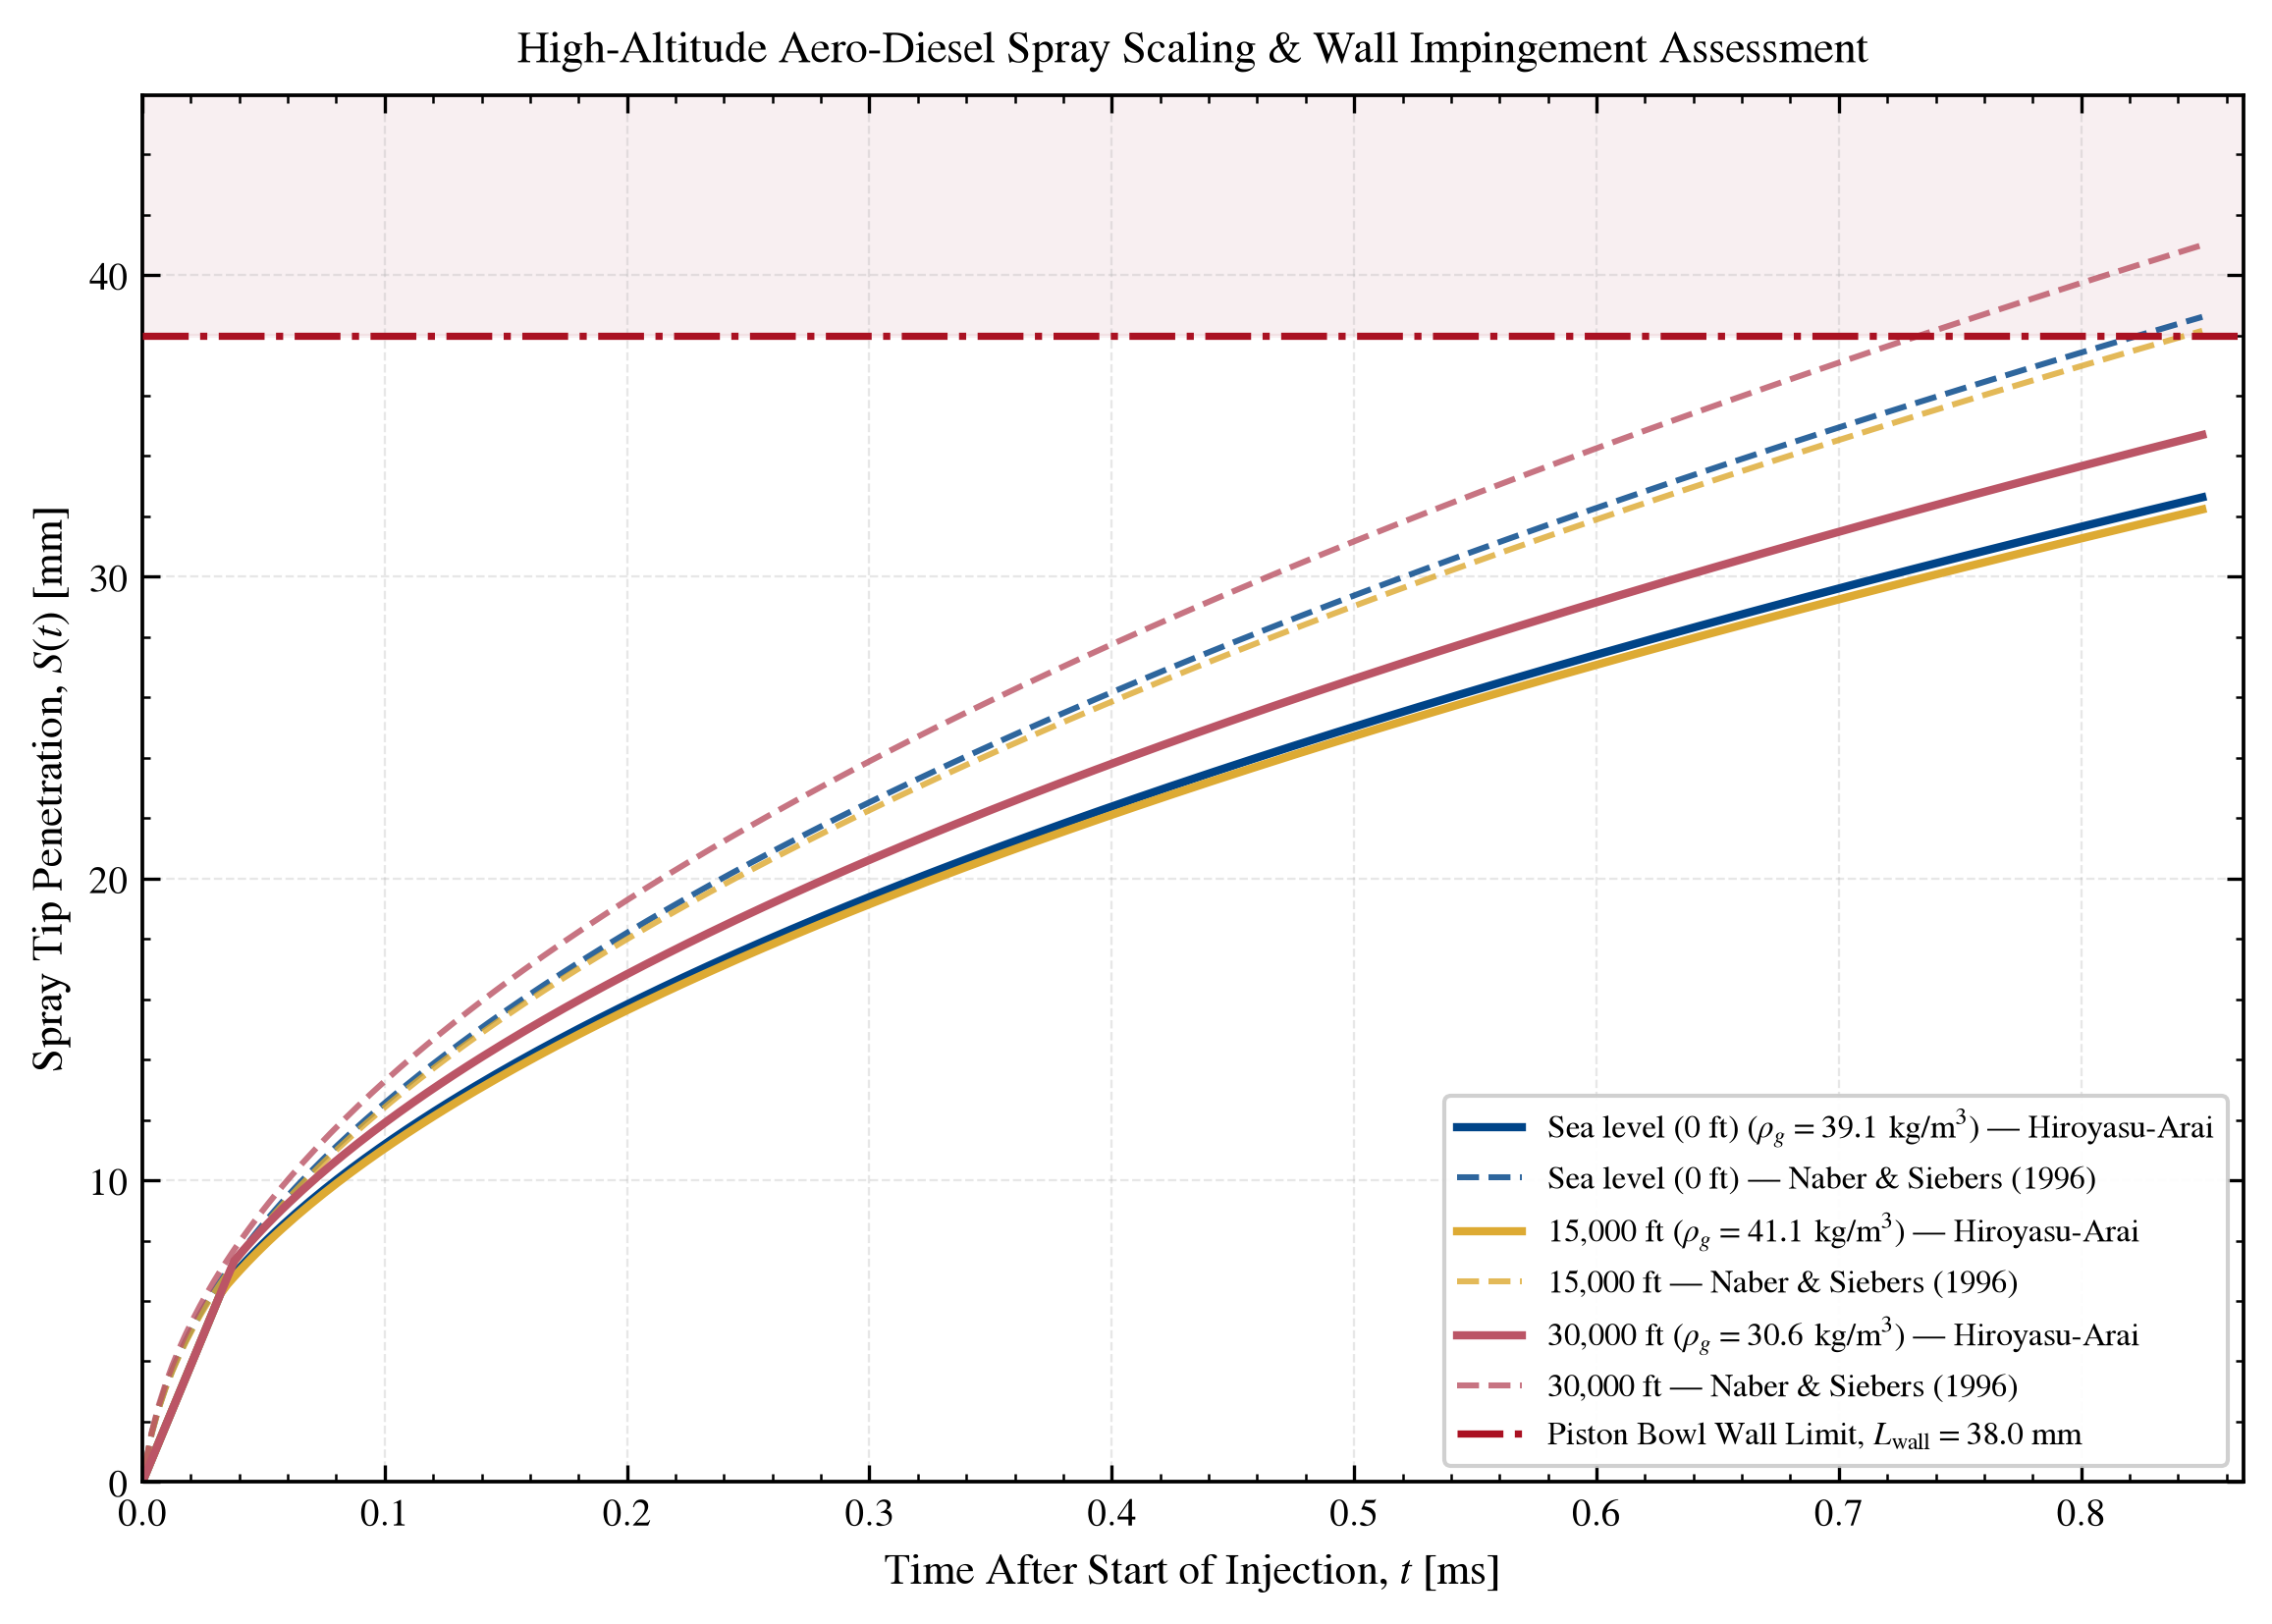 High-Altitude Aero-Diesel Spray Scaling & Wall Impingement Assessment
Spray Tip Penetration, S(t) [mm]
40
30
20
10
0
0.0 0.1 0.2 0.3 0.4 0.5 0.6 0.7 0.8
Time After Start of Injection, t [ms]
Sea level (0 ft) (ρg = 39.1 kg/m³) — Hiroyasu-Arai
Sea level (0 ft) — Naber & Siebers (1996)
15,000 ft (ρg = 41.1 kg/m³) — Hiroyasu-Arai
15,000 ft — Naber & Siebers (1996)
30,000 ft (ρg = 30.6 kg/m³) — Hiroyasu-Arai
30,000 ft — Naber & Siebers (1996)
Piston Bowl Wall Limit, Lwall = 38.0 mm